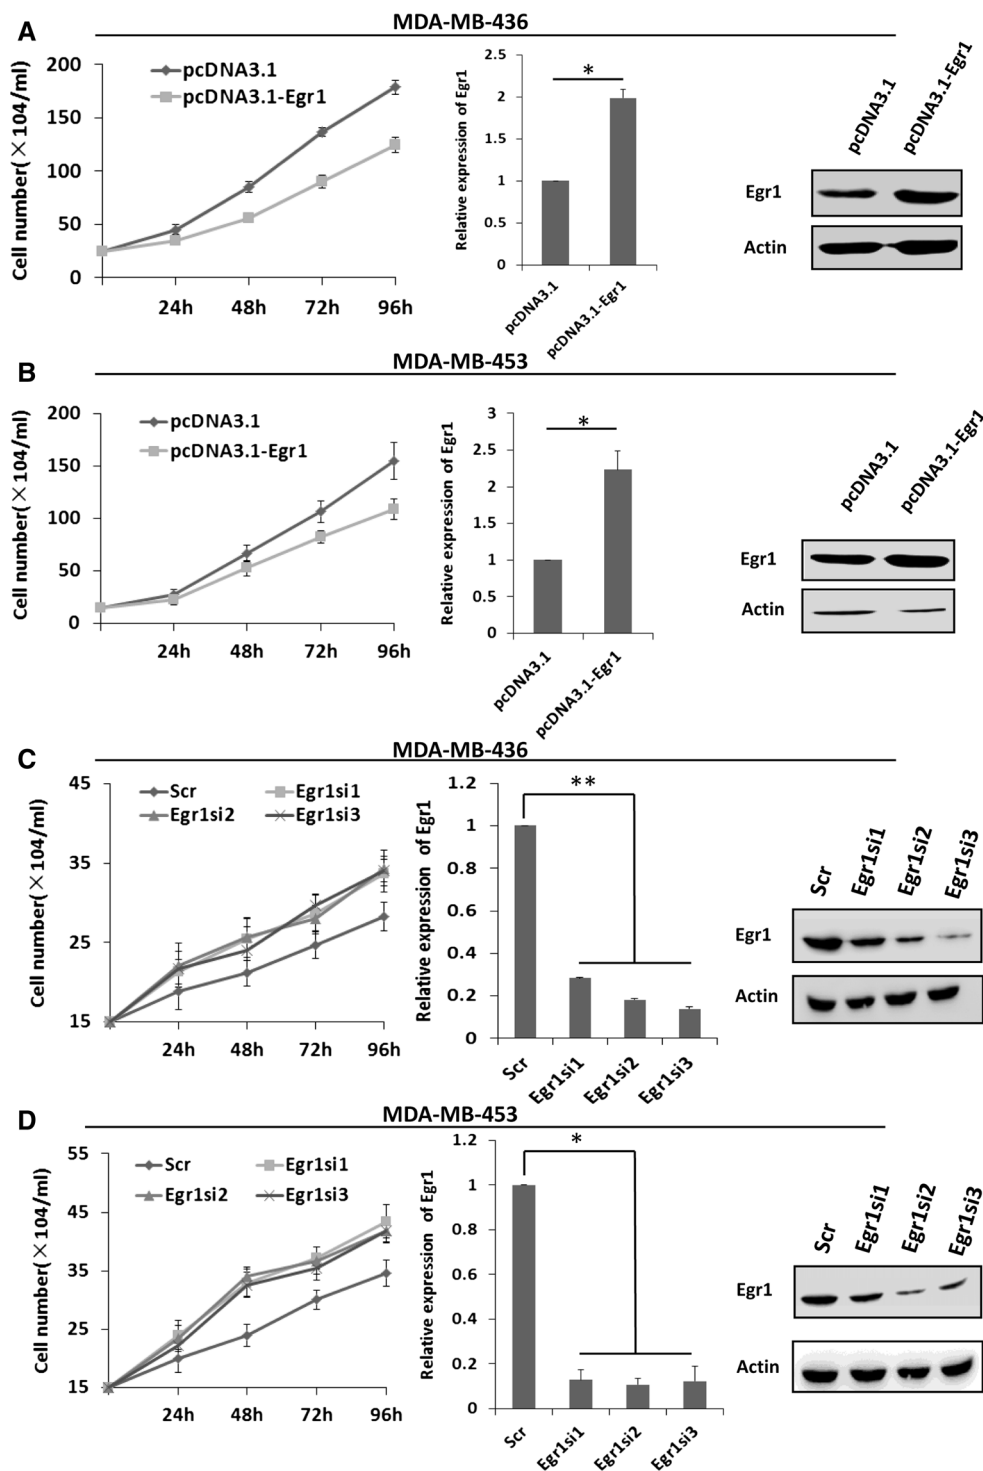 A
MDA-MB-436
Cell number(×104/ml)
200
150
100
50
0
24h 48h 72h 96h
pcDNA3.1
pcDNA3.1-Egr1
Relative expression of Egr1
2.5
2
1.5
1
0.5
0
*
pcDNA3.1
pcDNA3.1-Egr1
pcDNA3.1
pcDNA3.1-Egr1
Egr1
Actin
B
MDA-MB-453
Cell number(×104/ml)
200
150
100
50
0
24h 48h 72h 96h
pcDNA3.1
pcDNA3.1-Egr1
Relative expression of Egr1
3
2.5
2
1.5
1
0.5
0
*
pcDNA3.1
pcDNA3.1-Egr1
pcDNA3.1
pcDNA3.1-Egr1
Egr1
Actin
C
MDA-MB-436
Cell number(×104/ml)
45
35
25
15
24h 48h 72h 96h
Scr Egr1si1
Egr1si2 Egr1si3
Relative expression of Egr1
1.2
1
0.8
0.6
0.4
0.2
0
**
Scr
Egr1si1
Egr1si2
Egr1si3
Scr
Egr1si1
Egr1si2
Egr1si3
Egr1
Actin
D
MDA-MB-453
Cell number(×104/ml)
55
45
35
25
15
24h 48h 72h 96h
Scr Egr1si1
Egr1si2 Egr1si3
Relative expression of Egr1
1.2
1
0.8
0.6
0.4
0.2
0
*
Scr
Egr1si1
Egr1si2
Egr1si3
Scr
Egr1si1
Egr1si2
Egr1si3
Egr1
Actin